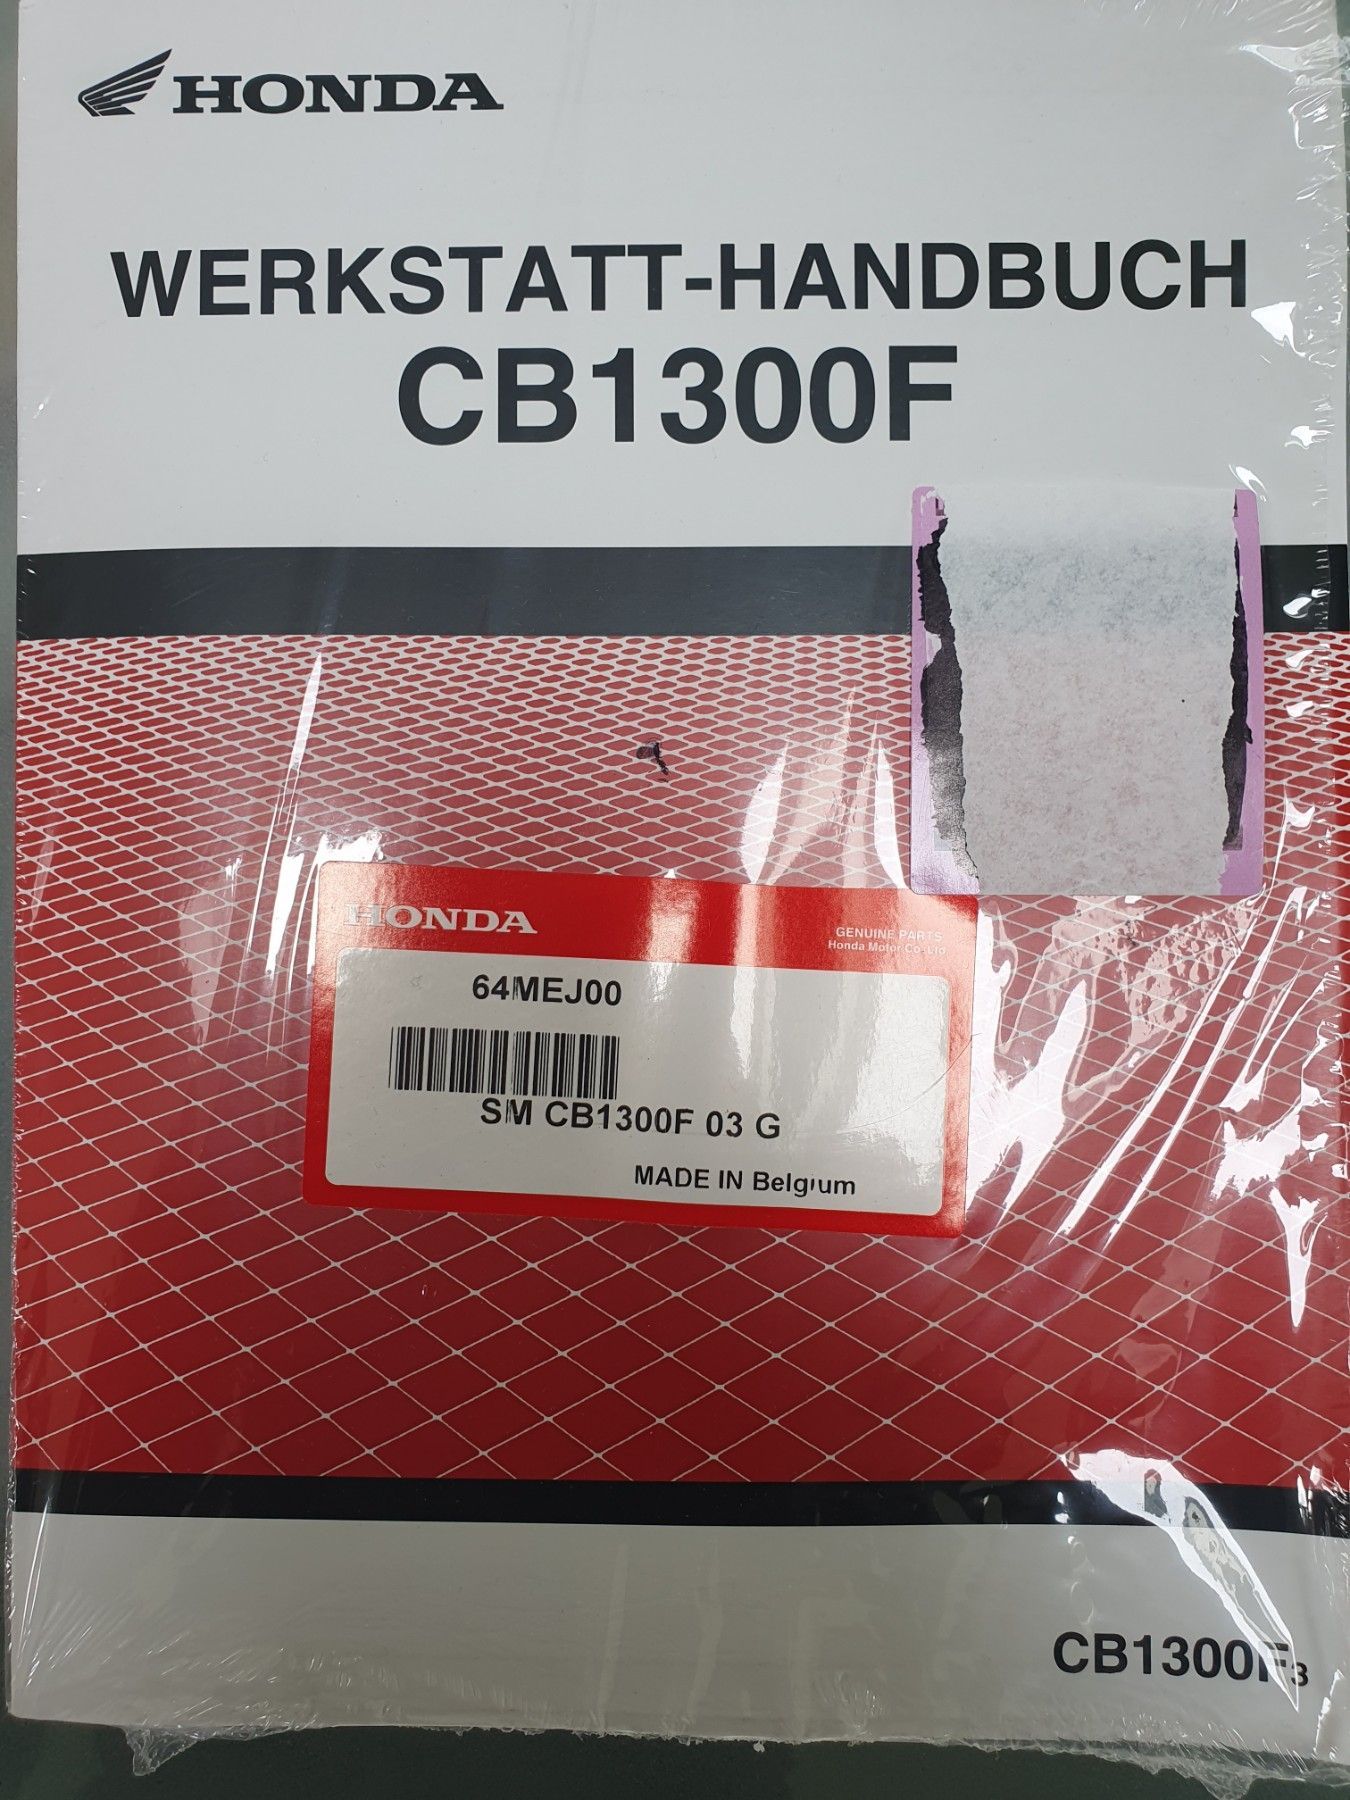 HONDA
WERKSTATT-HANDBUCH
CB1300F
HONDA
GENUINE PARTS
Honda Motor Co.,Ltd
64MEJ00
SM CB1300F 03 G
MADE IN Belgium
CB1300F3